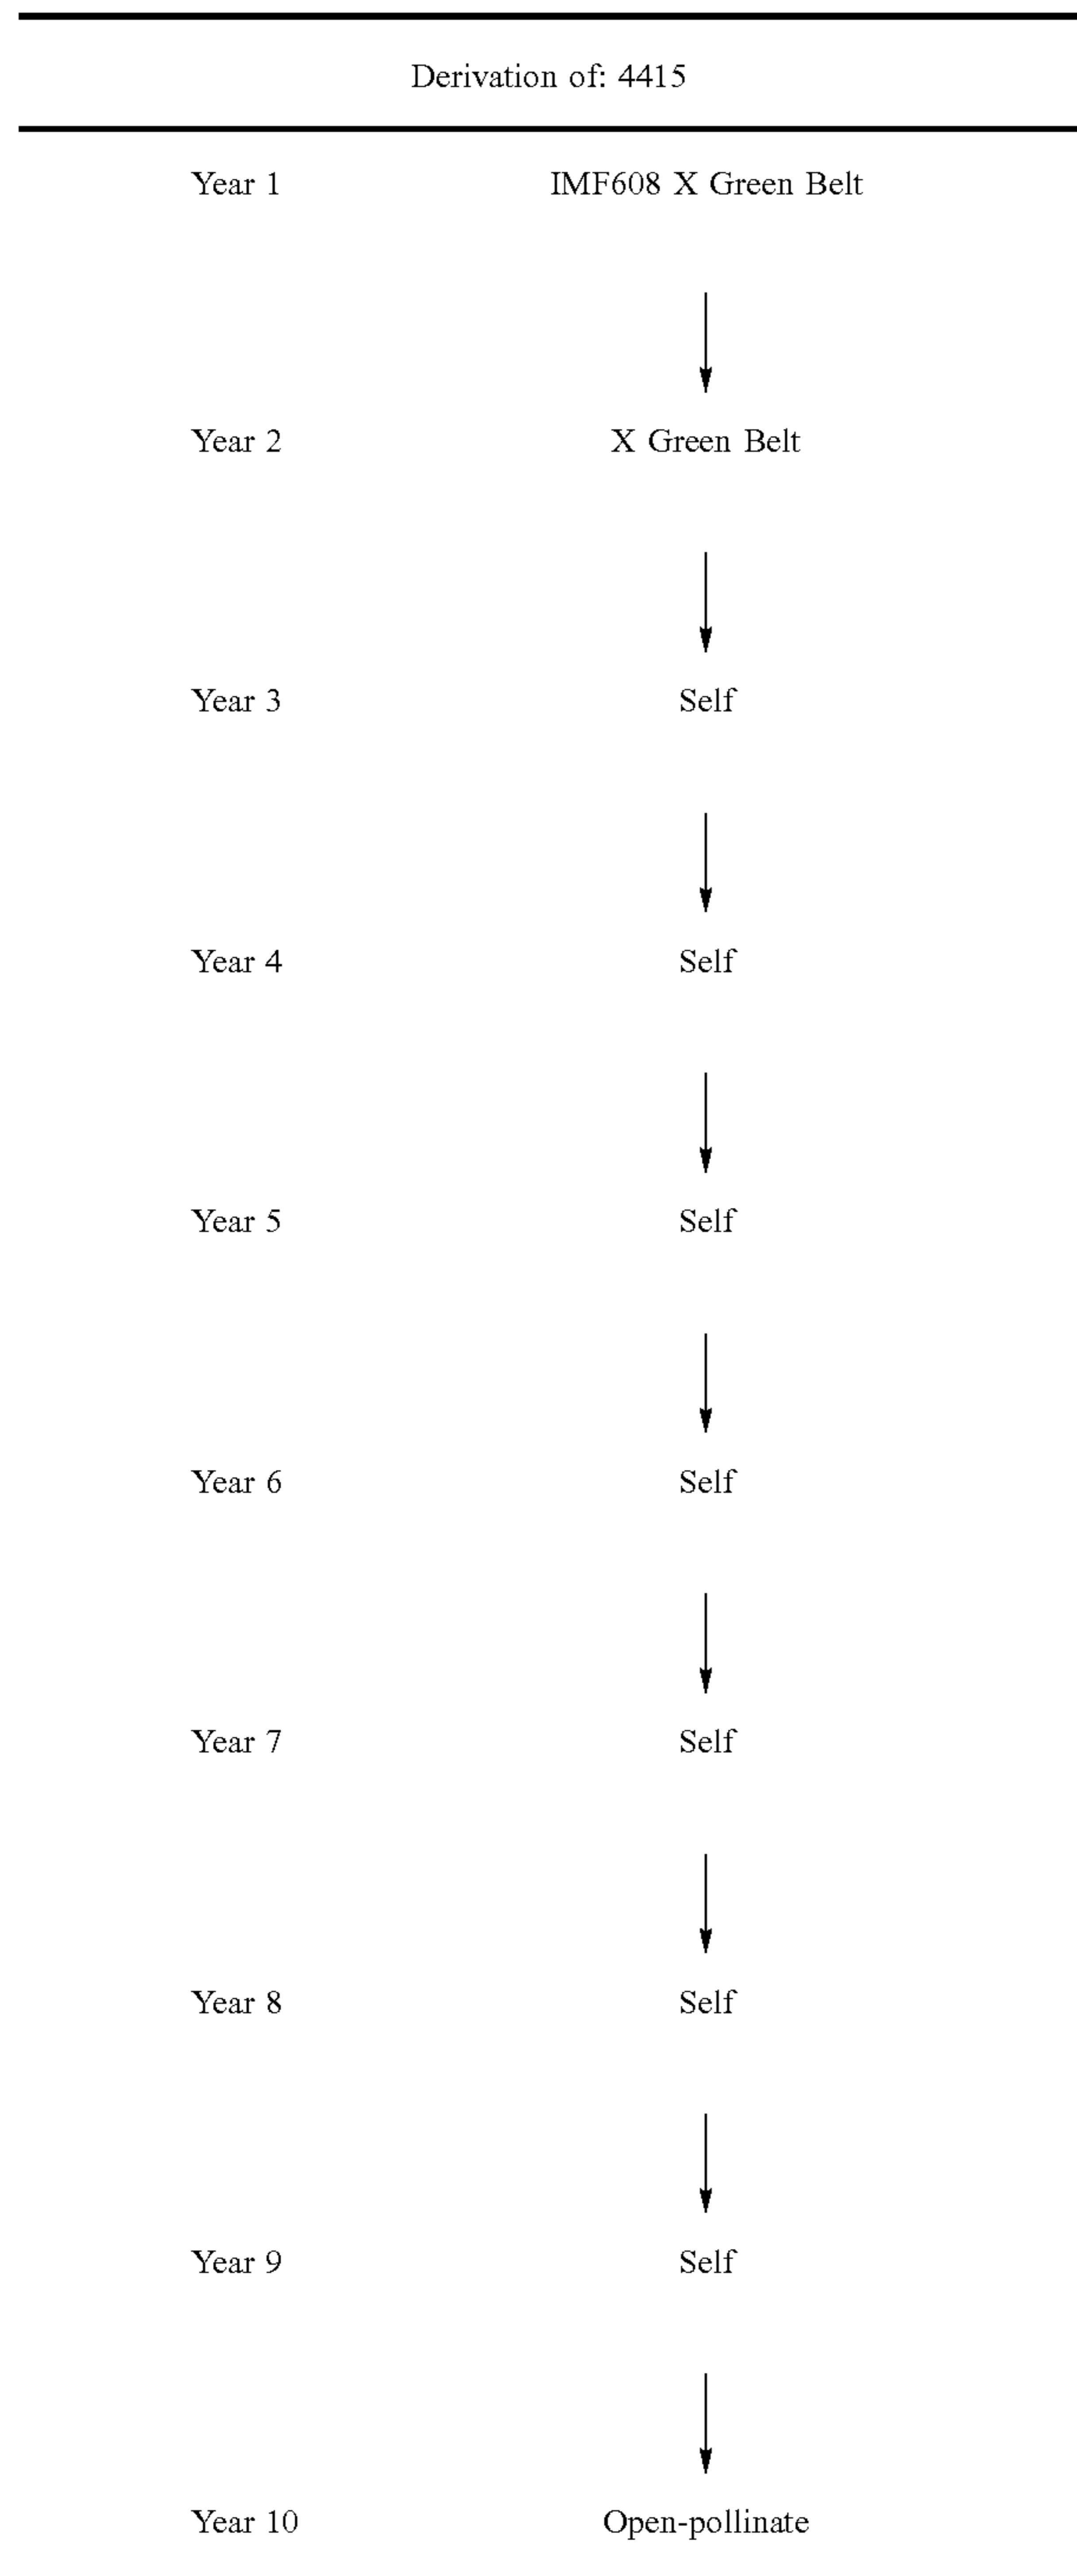 Derivation of: 4415
Year 1 IMF608 X Green Belt
Year 2 X Green Belt
Year 3 Self
Year 4 Self
Year 5 Self
Year 6 Self
Year 7 Self
Year 8 Self
Year 9 Self
Year 10 Open-pollinate